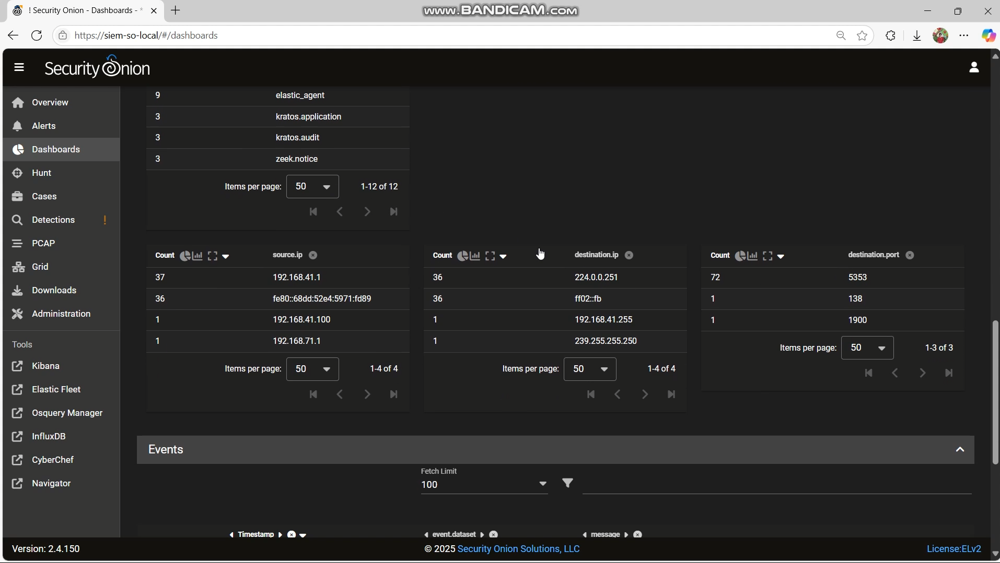 ! Security Onion - Dashboards - *
www.BANDICAM.com
https://siem-so-local/#/dashboards
Security Onion
Overview
Alerts
Dashboards
Hunt
Cases
Detections !
PCAP
Grid
Downloads
Administration
Tools
Kibana
Elastic Fleet
Osquery Manager
InfluxDB
CyberChef
Navigator
9 elastic_agent
3 kratos.application
3 kratos.audit
3 zeek.notice
Items per page: 50 1-12 of 12
Count source.ip
37 192.168.41.1
36 fe80::68dd:52e4:5971:fd89
1 192.168.41.100
1 192.168.71.1
Items per page: 50 1-4 of 4
Count destination.ip
36 224.0.0.251
36 ff02::fb
1 192.168.41.255
1 239.255.255.250
Items per page: 50 1-4 of 4
Count destination.port
72 5353
1 138
1 1900
Items per page: 50 1-3 of 3
Events
Fetch Limit
100
Timestamp event.dataset message
Version: 2.4.150 © 2025 Security Onion Solutions, LLC License:ELv2